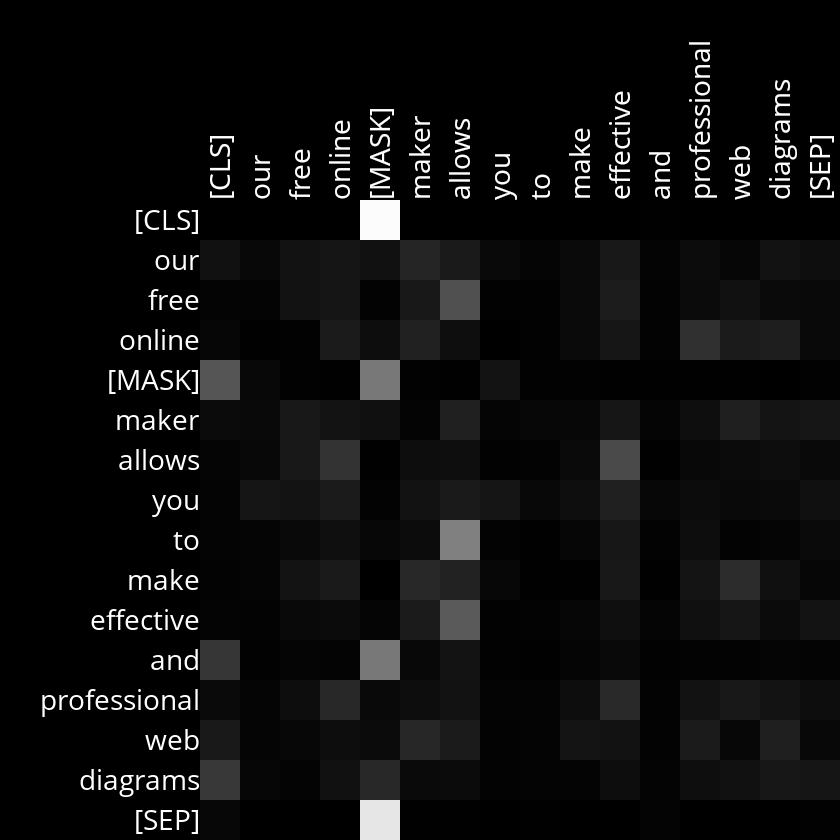 [CLS]
our
free
online
[MASK]
maker
allows
you
to
make
effective
and
professional
web
diagrams
[SEP]
[CLS]
our
free
online
[MASK]
maker
allows
you
to
make
effective
and
professional
web
diagrams
[SEP]